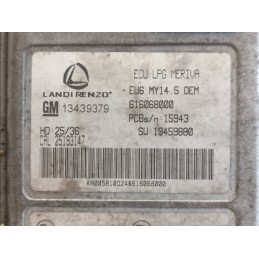 LANDIRENZO
ECU LPG MERIVA
EU6 MY14.5 OEM
GM 13439379
616068000
PCBs/n 15943
HD 25/36
SW 19459880
CAL 25193147